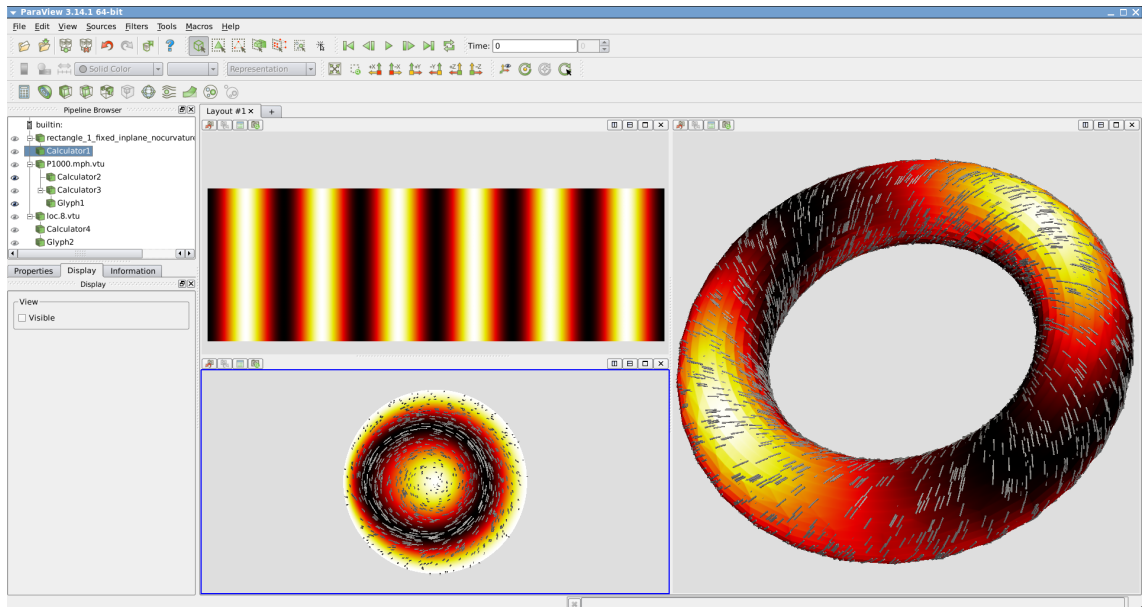 ParaView 3.14.1 64-bit
File Edit View Sources Filters Tools Macros Help
Time: 0 0
Solid Color Representation
Pipeline Browser
Layout #1
builtin:
rectangle_1_fixed_inplane_nocurvature
Calculator1
P1000.mph.vtu
Calculator2
Calculator3
Glyph1
loc.8.vtu
Calculator4
Glyph2
Properties Display Information
Display
View
Visible